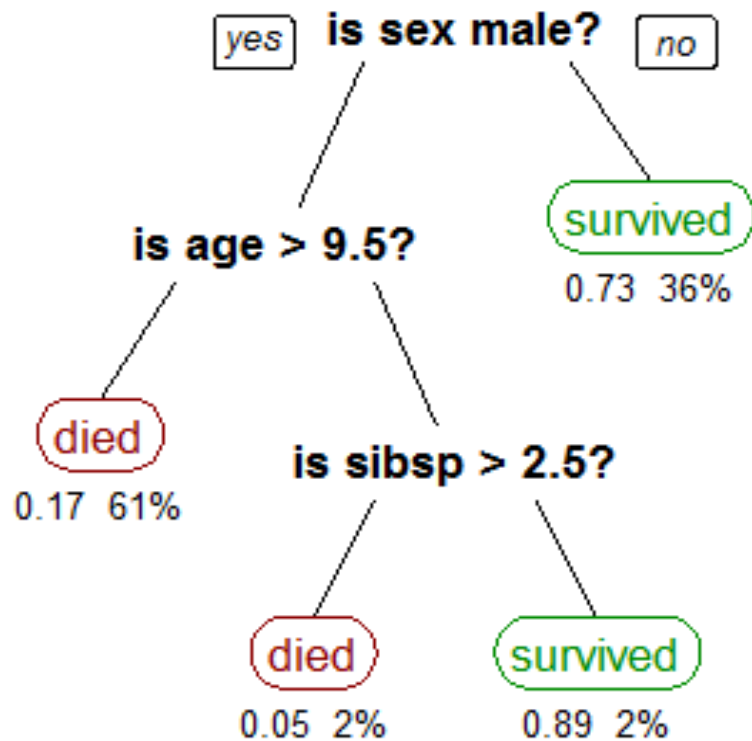 yes is sex male? no
survived
is age > 9.5?
0.73 36%
died
is sibsp > 2.5?
0.17 61%
died survived
0.05 2% 0.89 2%